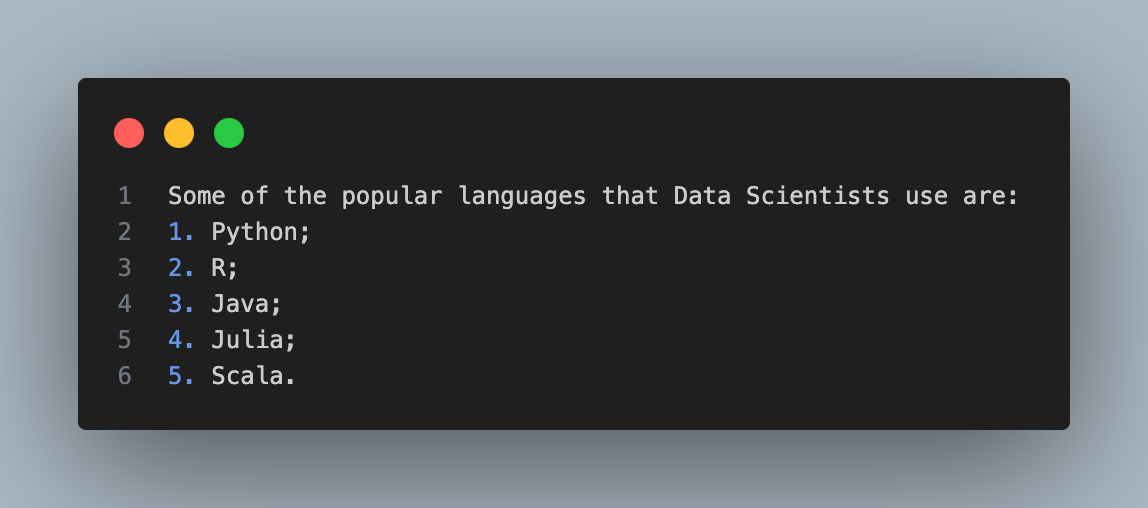 1 Some of the popular languages that Data Scientists use are:
2 1. Python;
3 2. R;
4 3. Java;
5 4. Julia;
6 5. Scala.